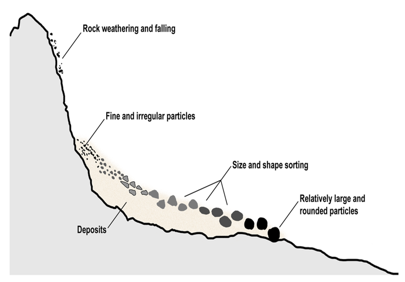 Rock weathering and falling
Fine and irregular particles
Size and shape sorting
Relatively large and
rounded particles
Deposits